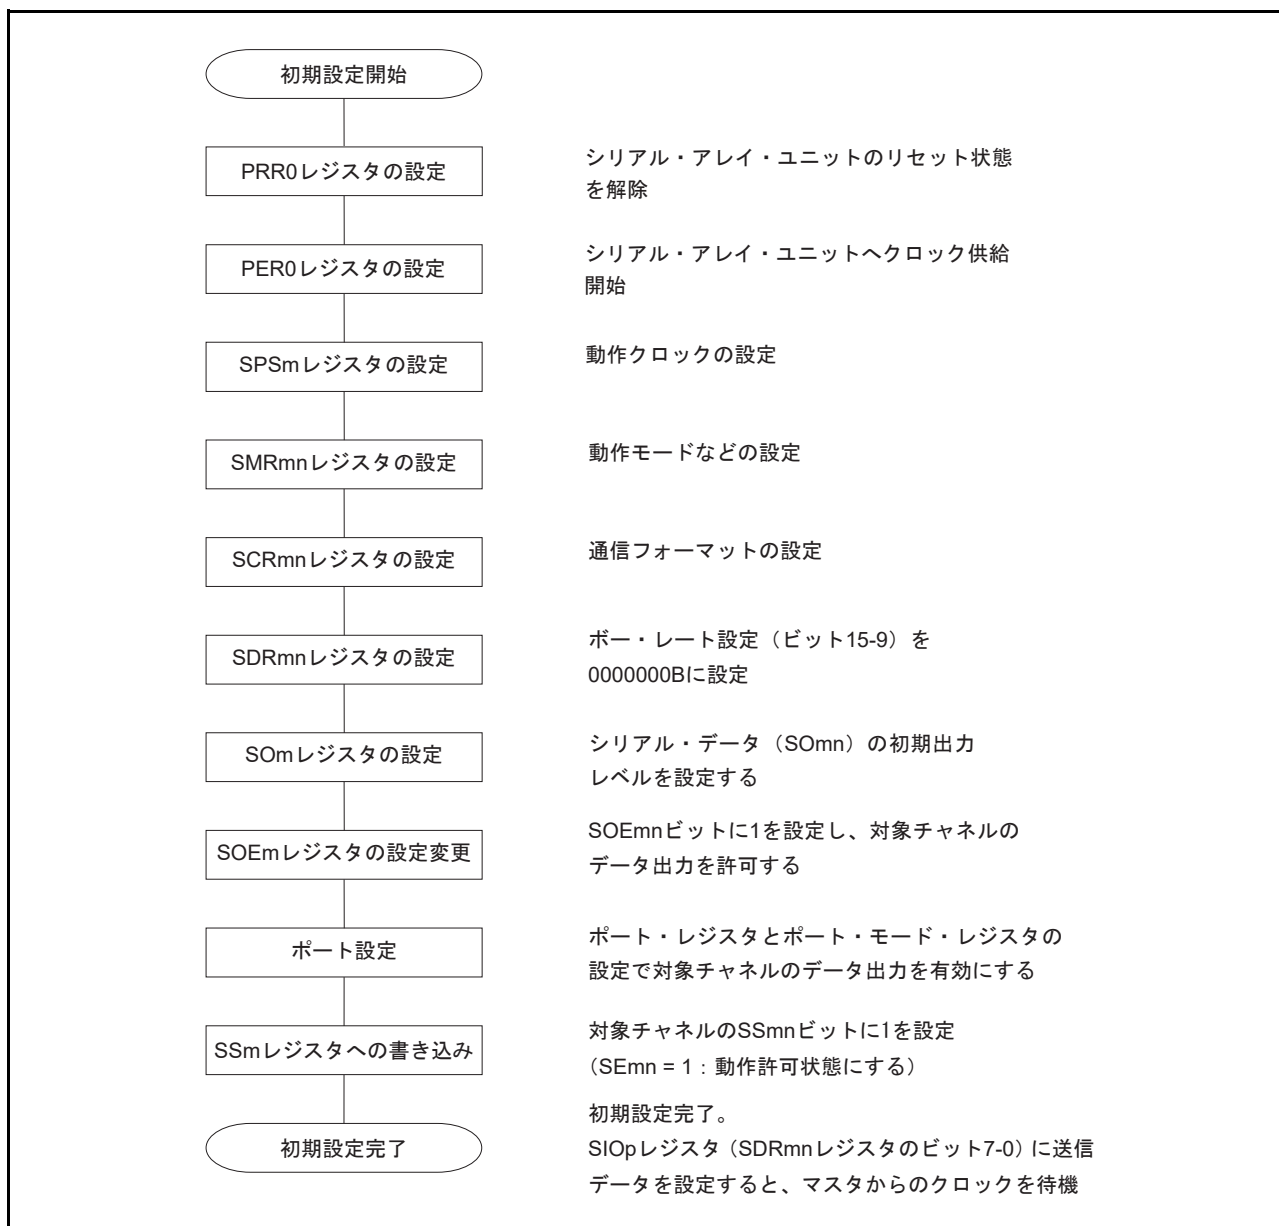 初期設定開始
PRR0レジスタの設定
シリアル・アレイ・ユニットのリセット状態
を解除
PER0レジスタの設定
シリアル・アレイ・ユニットへクロック供給
開始
SPSmレジスタの設定
動作クロックの設定
SMRmnレジスタの設定
動作モードなどの設定
SCRmnレジスタの設定
通信フォーマットの設定
SDRmnレジスタの設定
ボー・レート設定（ビット15-9）を
0000000Bに設定
SOmレジスタの設定
シリアル・データ（SOmn）の初期出力
レベルを設定する
SOEmレジスタの設定変更
SOEmnビットに1を設定し、対象チャネルの
データ出力を許可する
ポート設定
ポート・レジスタとポート・モード・レジスタの
設定で対象チャネルのデータ出力を有効にする
SSmレジスタへの書き込み
対象チャネルのSSmnビットに1を設定
（SEmn = 1：動作許可状態にする）
初期設定完了
初期設定完了。
SIOpレジスタ（SDRmnレジスタのビット7-0）に送信
データを設定すると、マスタからのクロックを待機